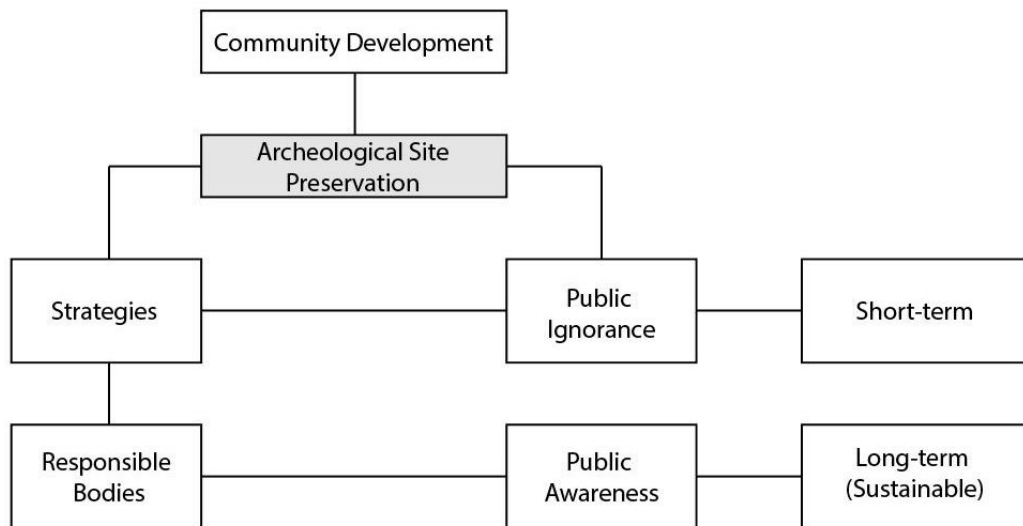 Community Development
Archeological Site
Preservation
Strategies
Public
Ignorance
Short-term
Responsible
Bodies
Public
Awareness
Long-term
(Sustainable)